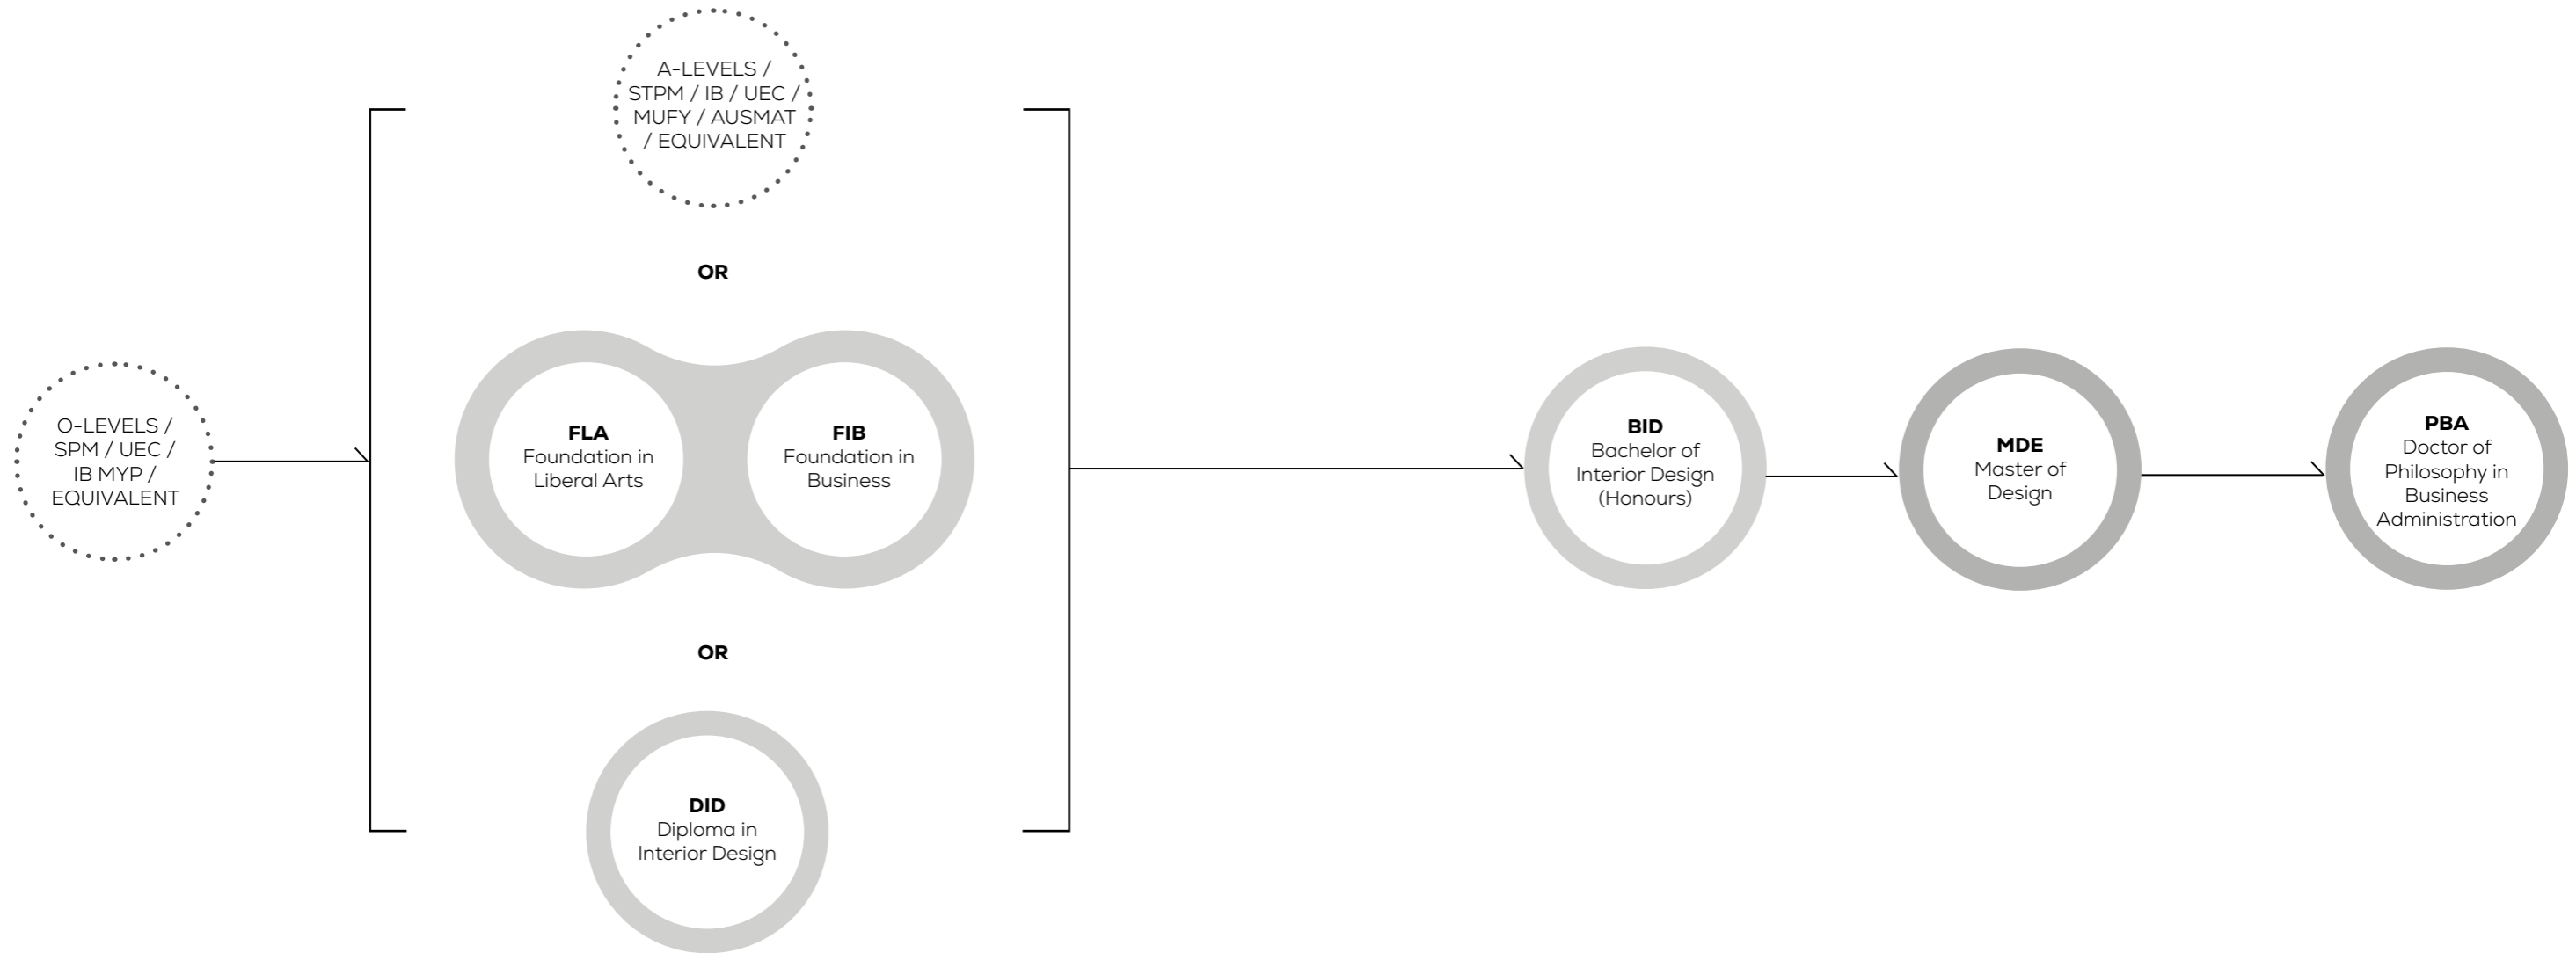 O-LEVELS /
SPM / UEC /
IB MYP /
EQUIVALENT
A-LEVELS /
STPM / IB / UEC /
MUFY / AUSMAT
/ EQUIVALENT
OR
FLA
Foundation in
Liberal Arts
FIB
Foundation in
Business
OR
DID
Diploma in
Interior Design
BID
Bachelor of
Interior Design
(Honours)
MDE
Master of
Design
PBA
Doctor of
Philosophy in
Business
Administration